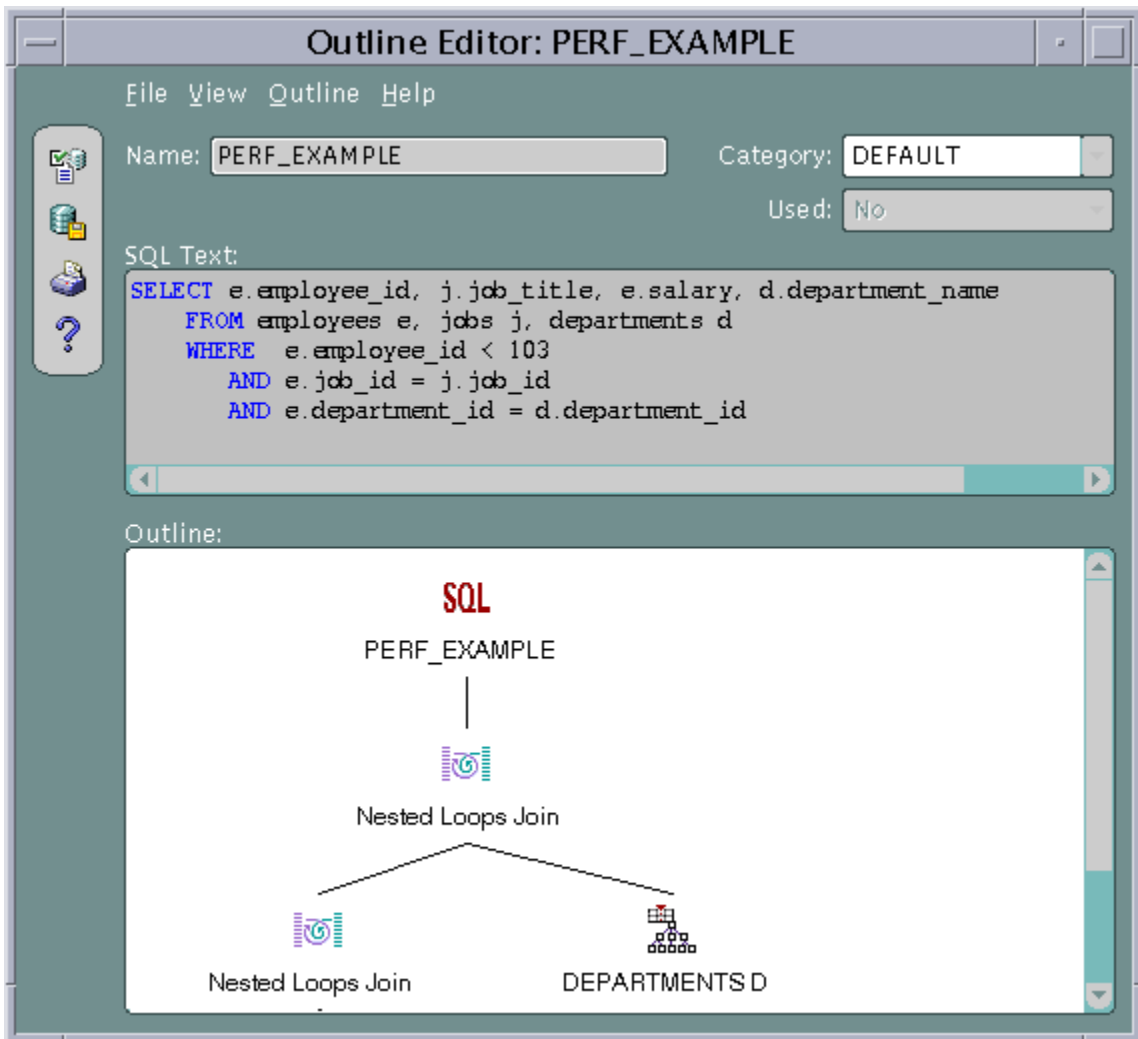 Outline Editor: PERF_EXAMPLE
File View Outline Help
Name: PERF_EXAMPLE Category: DEFAULT
Used: No
SQL Text:
SELECT e.employee_id, j.job_title, e.salary, d.department_name
FROM employees e, jobs j, departments d
WHERE e.employee_id < 103
AND e.job_id = j.job_id
AND e.department_id = d.department_id
Outline:
SQL
PERF_EXAMPLE
Nested Loops Join
Nested Loops Join DEPARTMENTS D